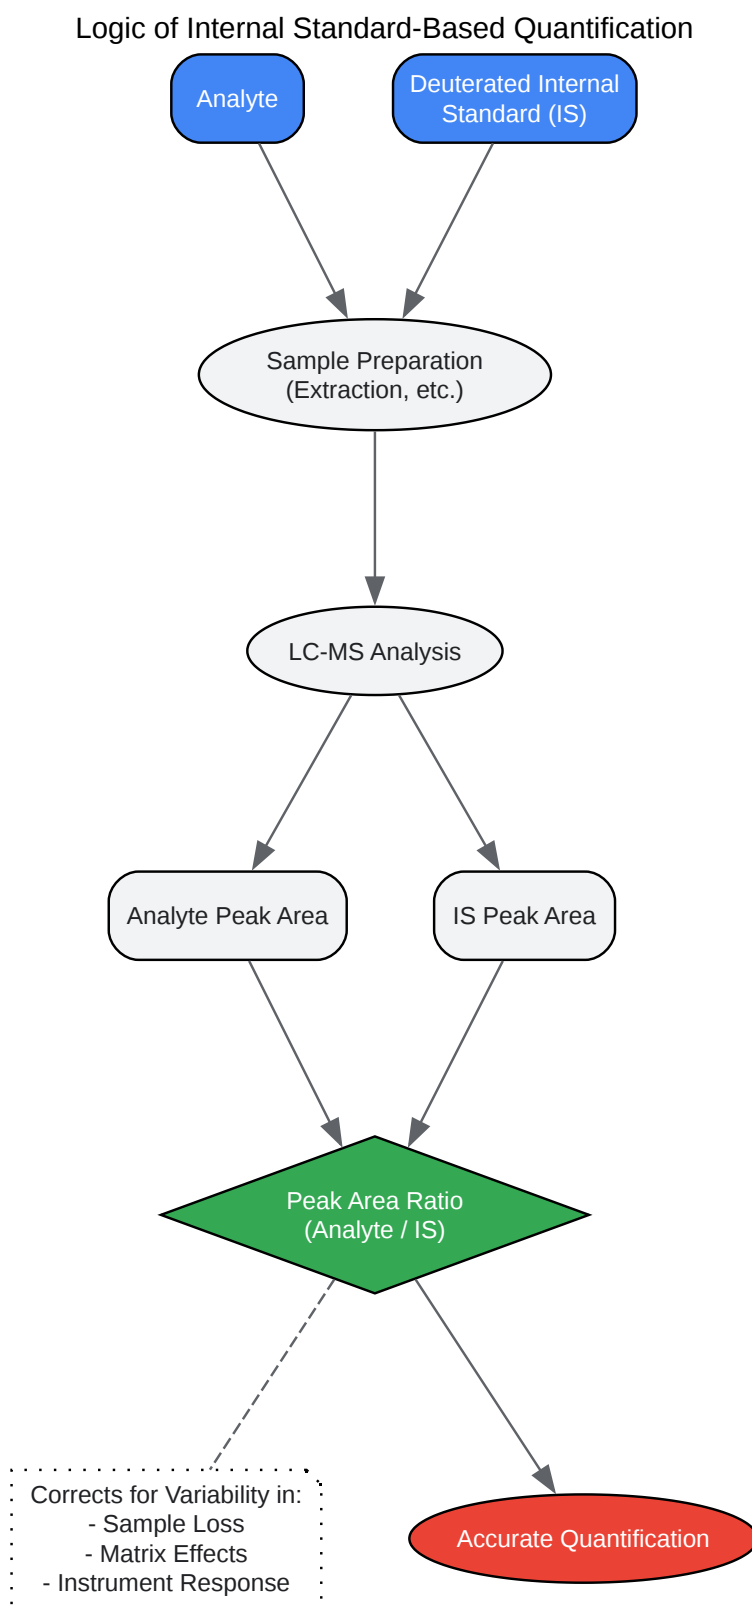 Logic of Internal Standard-Based Quantification
Analyte
Deuterated Internal
Standard (IS)
Sample Preparation
(Extraction, etc.)
LC-MS Analysis
Analyte Peak Area
IS Peak Area
Peak Area Ratio
(Analyte / IS)
Corrects for Variability in:
- Sample Loss
- Matrix Effects
- Instrument Response
Accurate Quantification